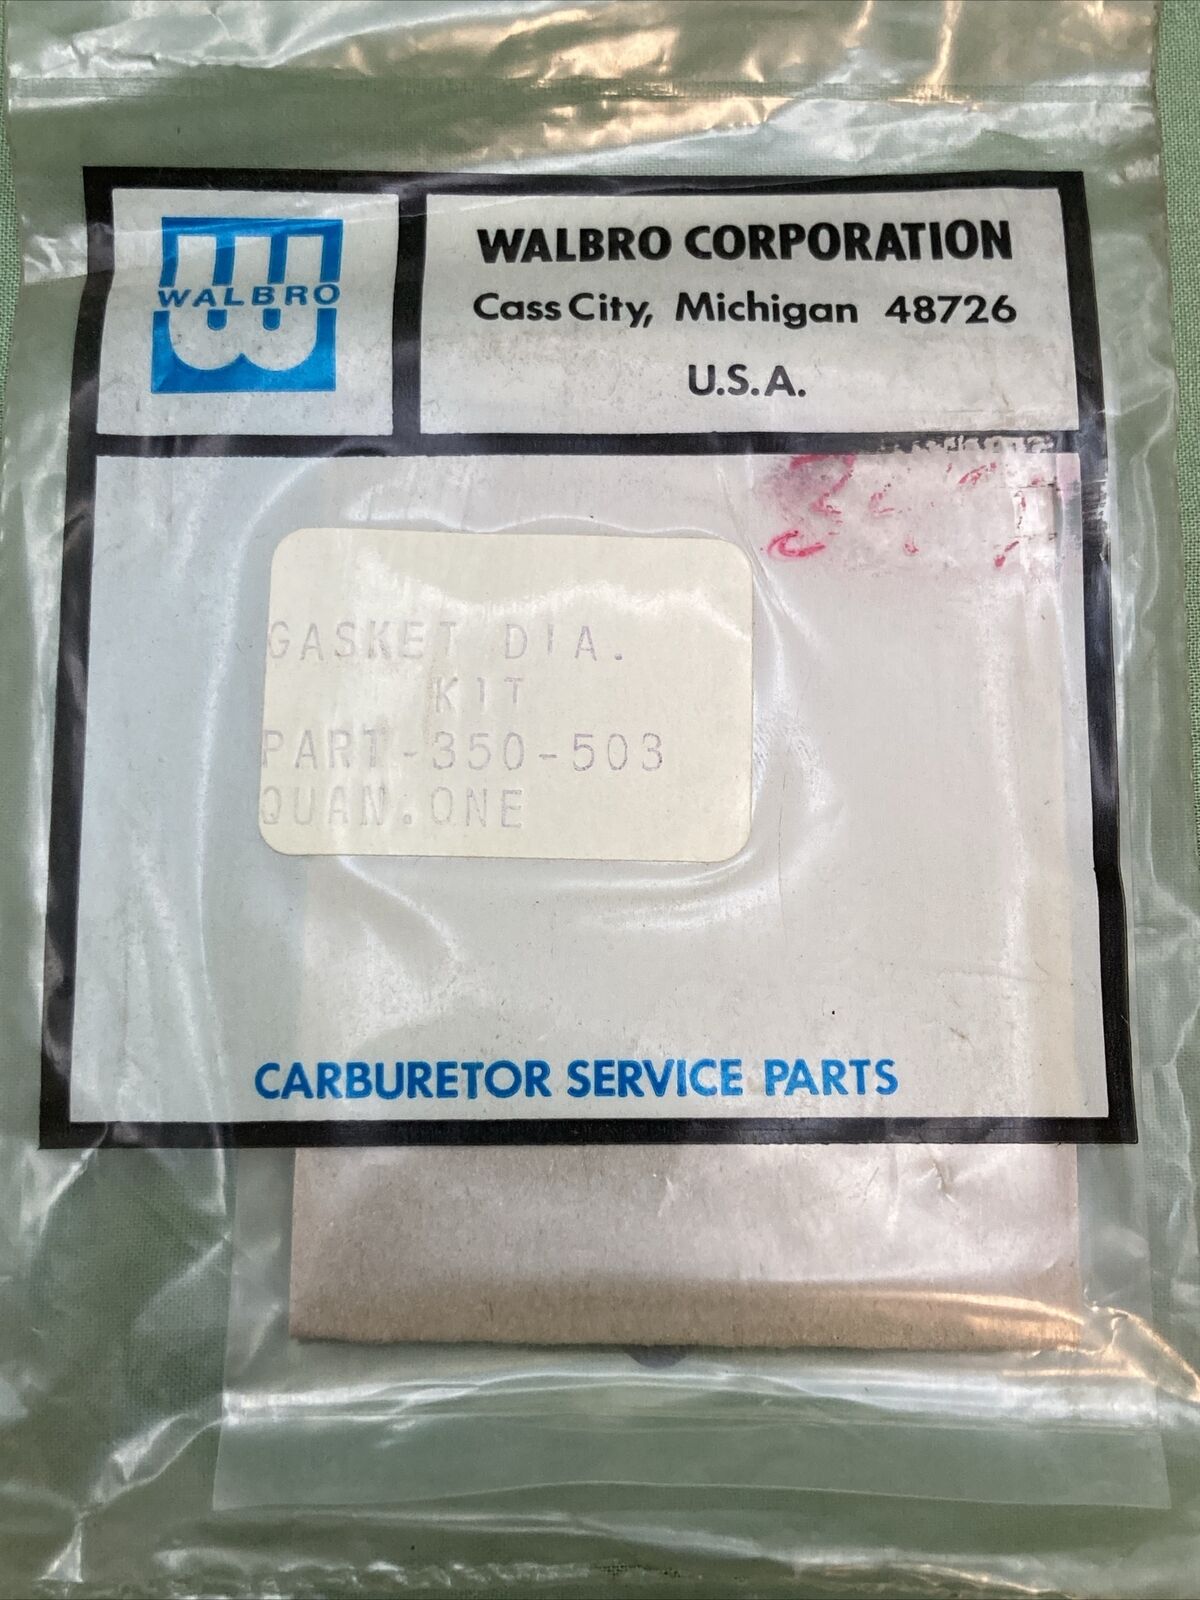 WALBRO
WALBRO CORPORATION
Cass City, Michigan 48726
U.S.A.
GASKET DIA.
KIT
PART-350-503
QUAN.ONE
CARBURETOR SERVICE PARTS